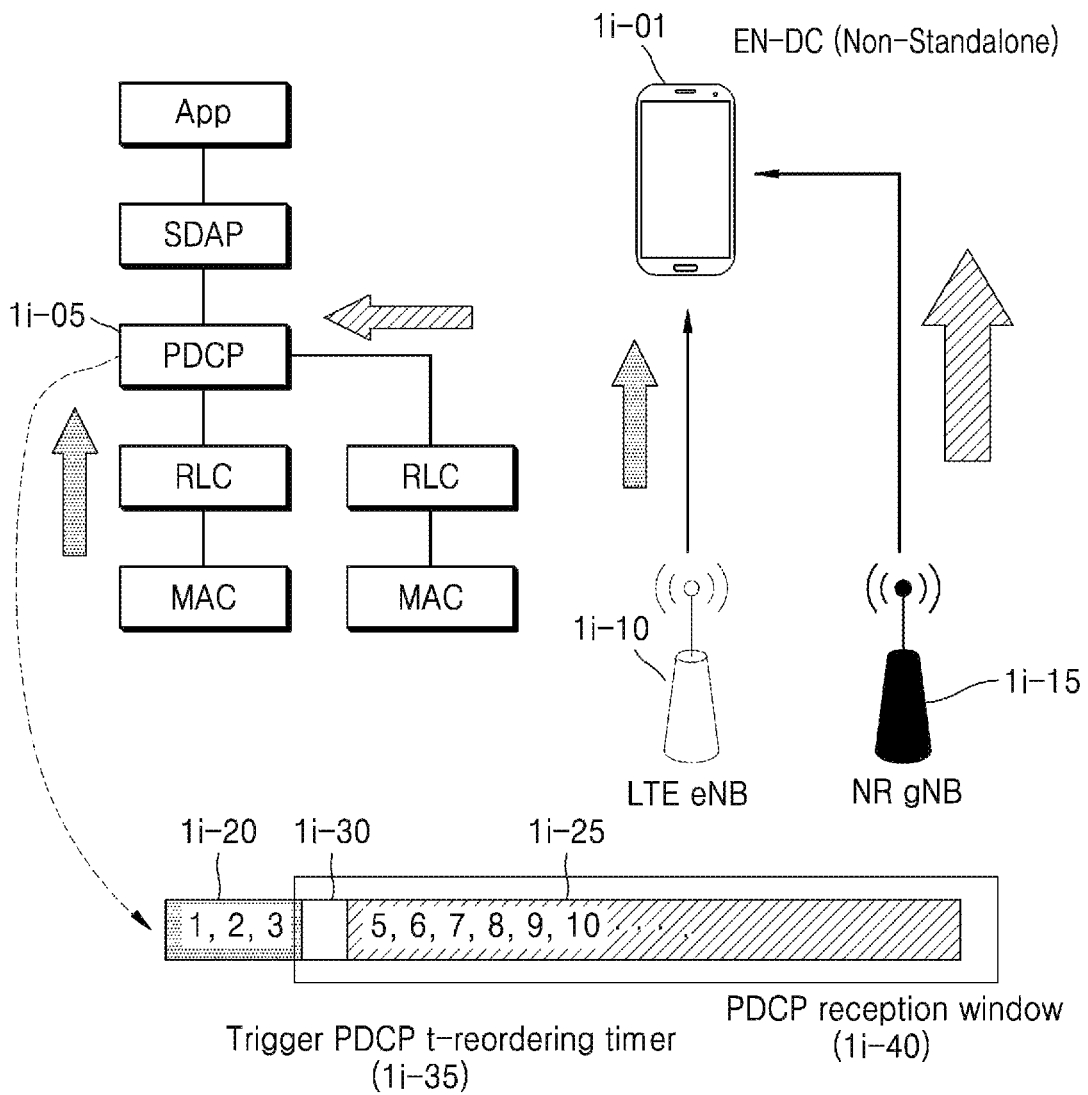 1i-01
EN-DC (Non-Standalone)
App
SDAP
1i-05
PDCP
RLC
RLC
MAC
MAC
1i-10
1i-15
LTE eNB
NR gNB
1i-20
1i-30
1i-25
1, 2, 3
5, 6, 7, 8, 9, 10 · · · ,
PDCP reception window
(1i-40)
Trigger PDCP t-reordering timer
(1i-35)